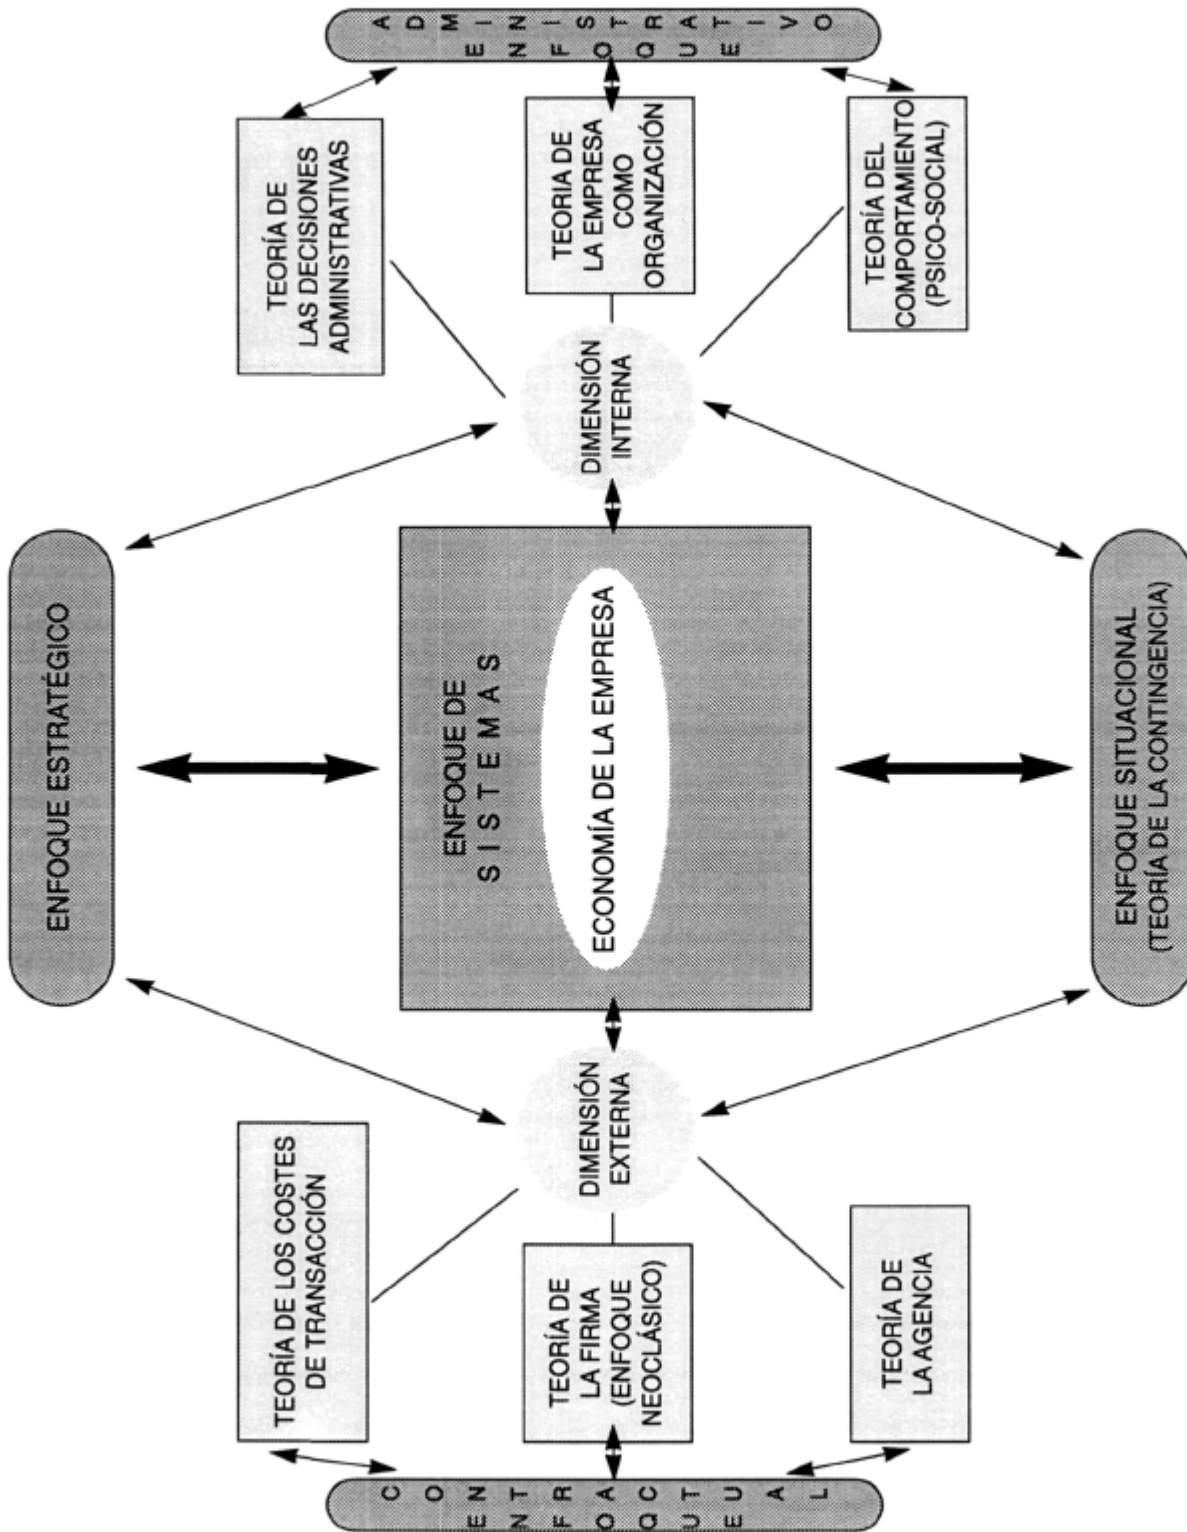 ENFOQUE ESTRATÉGICO
ENFOQUE
CONTRACTUAL
TEORÍA DE LOS COSTES
DE TRANSACCIÓN
TEORÍA DE
LA FIRMA
(ENFOQUE
NEOCLÁSICO)
TEORÍA DE
LA AGENCIA
DIMENSIÓN
EXTERNA
ENFOQUE DE
SISTEMAS
ECONOMÍA DE LA EMPRESA
DIMENSIÓN
INTERNA
TEORÍA DE
LAS DECISIONES
ADMINISTRATIVAS
TEORIA DE
LA EMPRESA
COMO
ORGANIZACIÓN
TEORÍA DEL
COMPORTAMIENTO
(PSICO-SOCIAL)
ENFOQUE
ADMINISTRATIVO
ENFOQUE SITUACIONAL
(TEORÍA DE LA CONTINGENCIA)